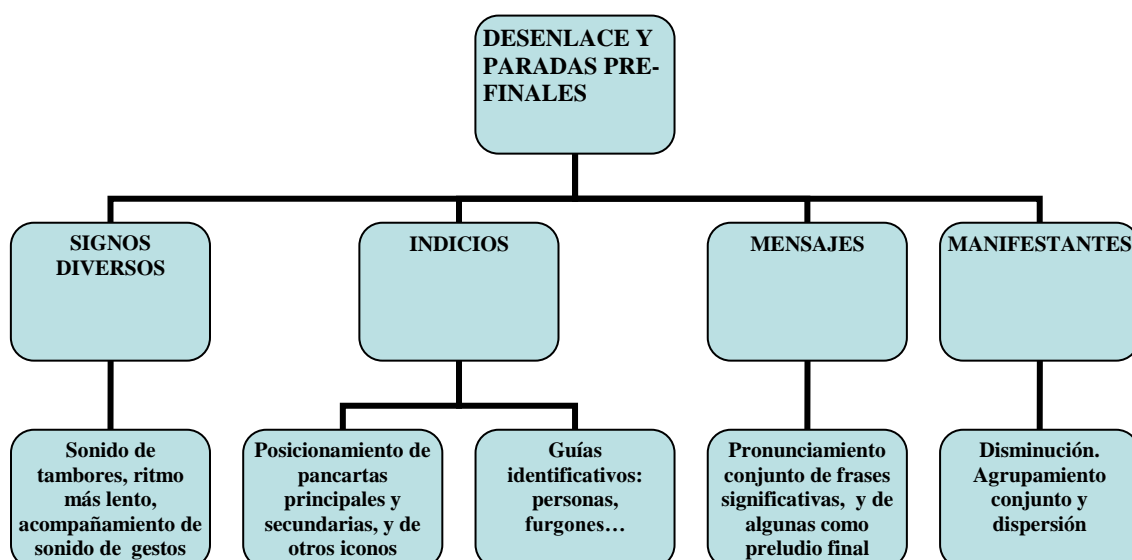 DESENLACE Y
PARADAS PRE-
FINALES
SIGNOS
DIVERSOS
INDICIOS
MENSAJES
MANIFESTANTES
Sonido de
tambores, ritmo
más lento,
acompañamiento de
sonido de gestos
Posicionamiento de
pancartas
principales y
secundarias, y de
otros iconos
Guías
identificativos:
personas,
furgones…
Pronunciamiento
conjunto de frases
significativas, y de
algunas como
preludio final
Disminución.
Agrupamiento
conjunto y
dispersión